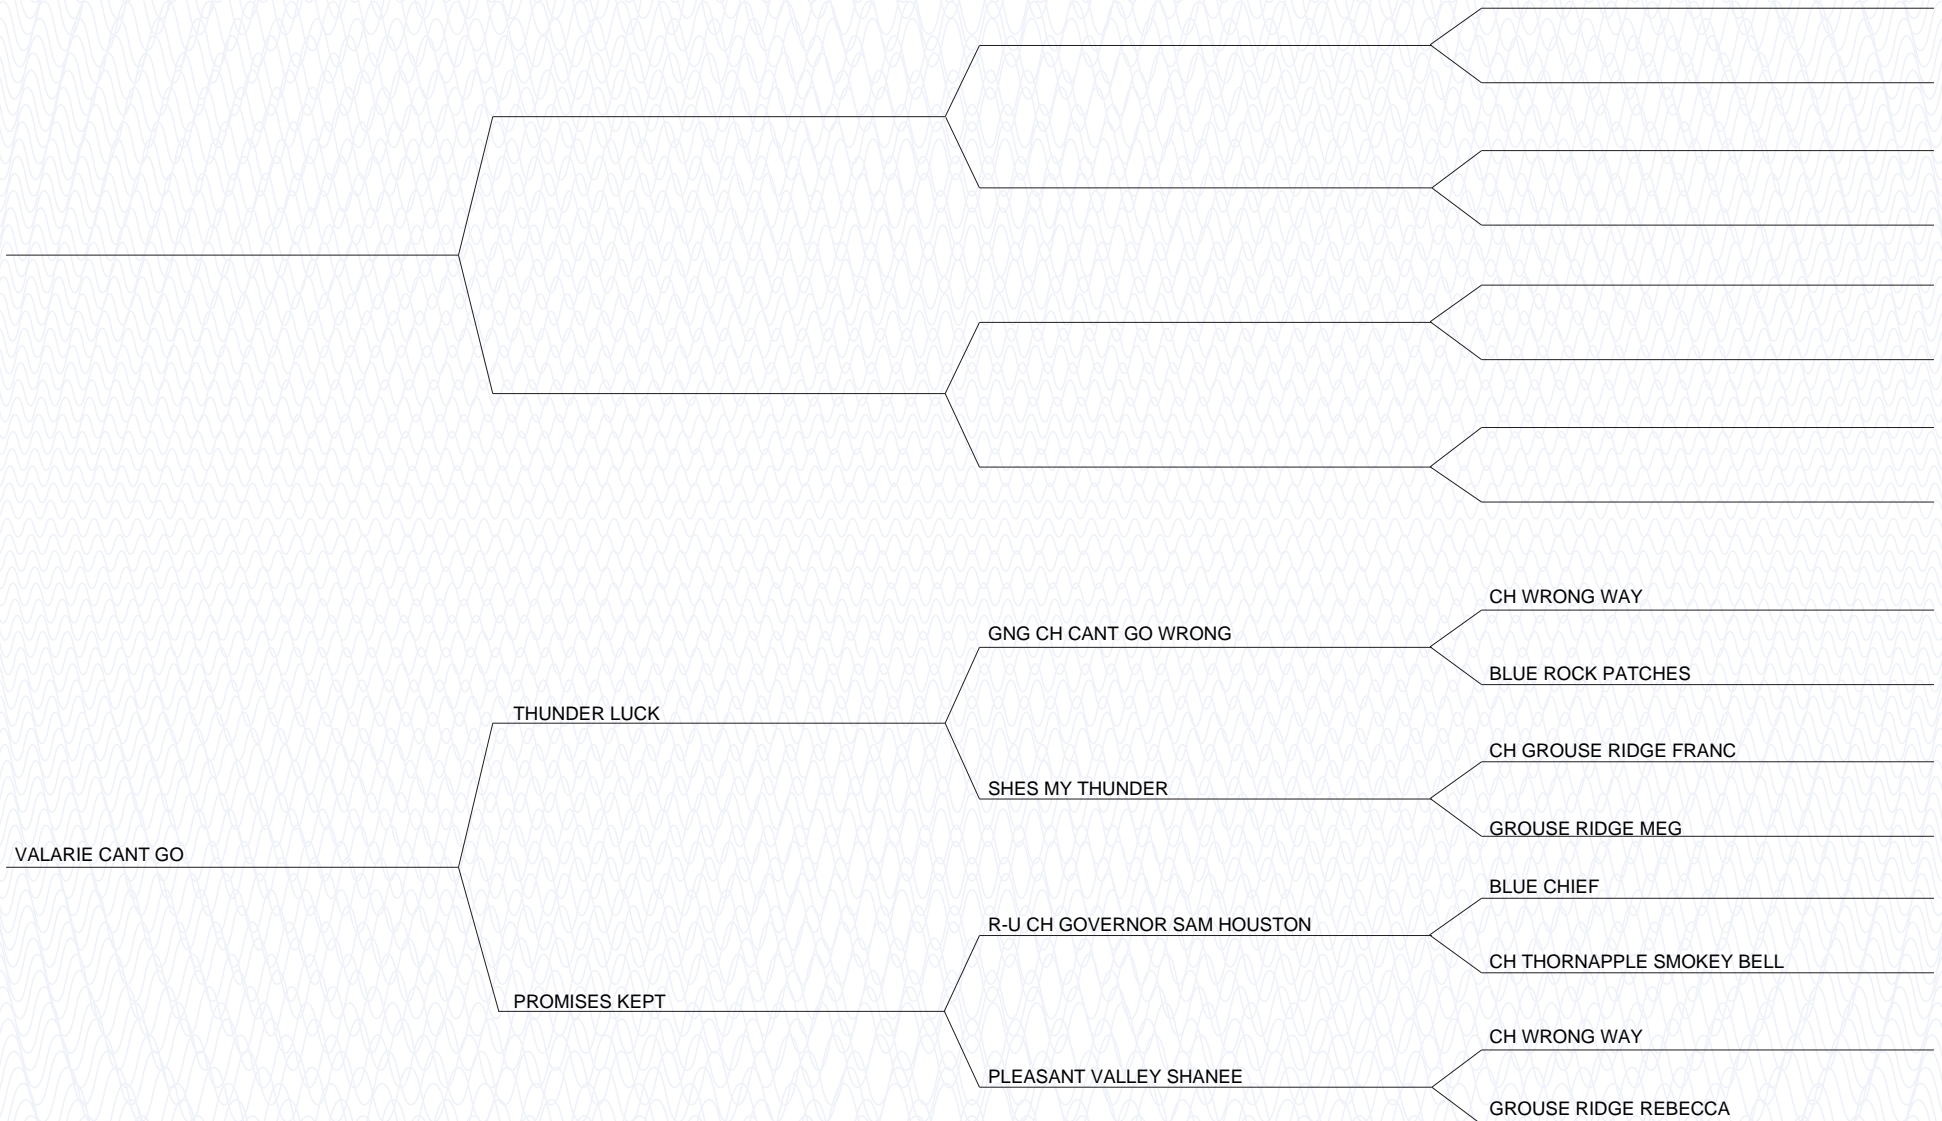 CH WRONG WAY
GNG CH CANT GO WRONG
BLUE ROCK PATCHES
THUNDER LUCK
CH GROUSE RIDGE FRANC
SHES MY THUNDER
GROUSE RIDGE MEG
VALARIE CANT GO
BLUE CHIEF
R-U CH GOVERNOR SAM HOUSTON
CH THORNAPPLE SMOKEY BELL
PROMISES KEPT
CH WRONG WAY
PLEASANT VALLEY SHANEE
GROUSE RIDGE REBECCA